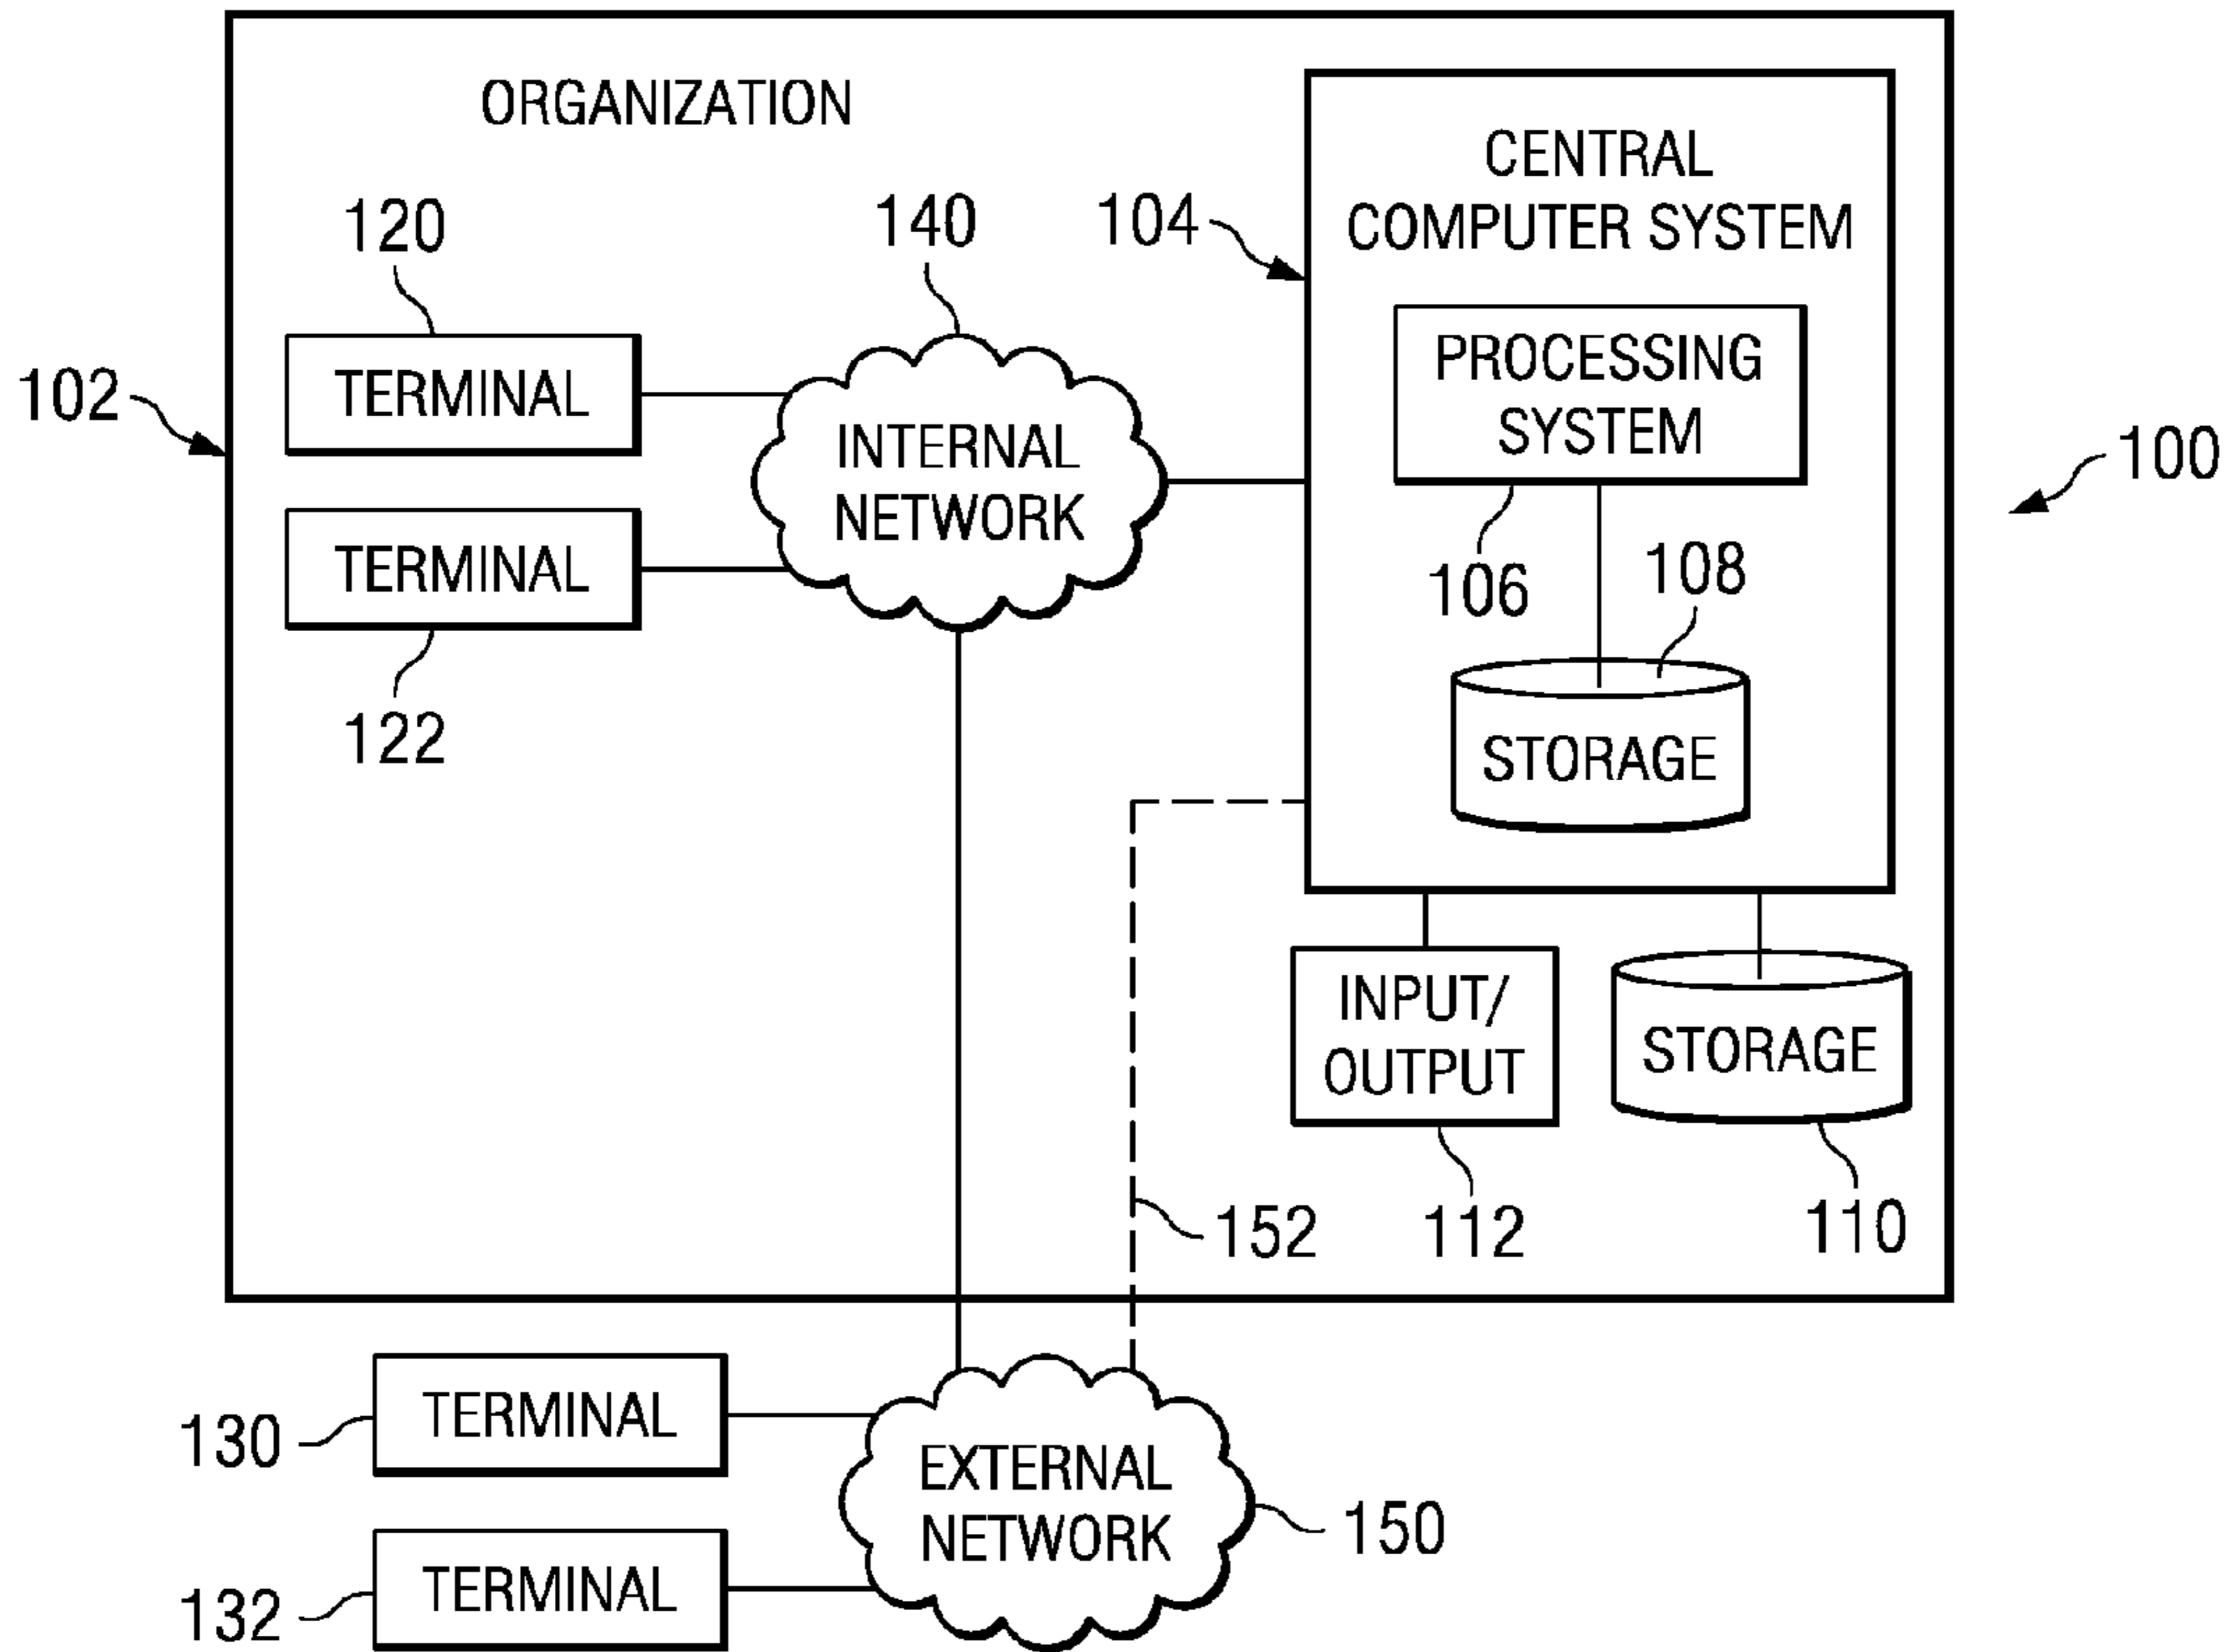 ORGANIZATION
CENTRAL
COMPUTER SYSTEM
120
140
104
PROCESSING
SYSTEM
102
TERMINAL
INTERNAL
NETWORK
100
TERMINAL
106
108
122
STORAGE
INPUT/
OUTPUT
STORAGE
152
112
110
130
TERMINAL
EXTERNAL
NETWORK
150
132
TERMINAL